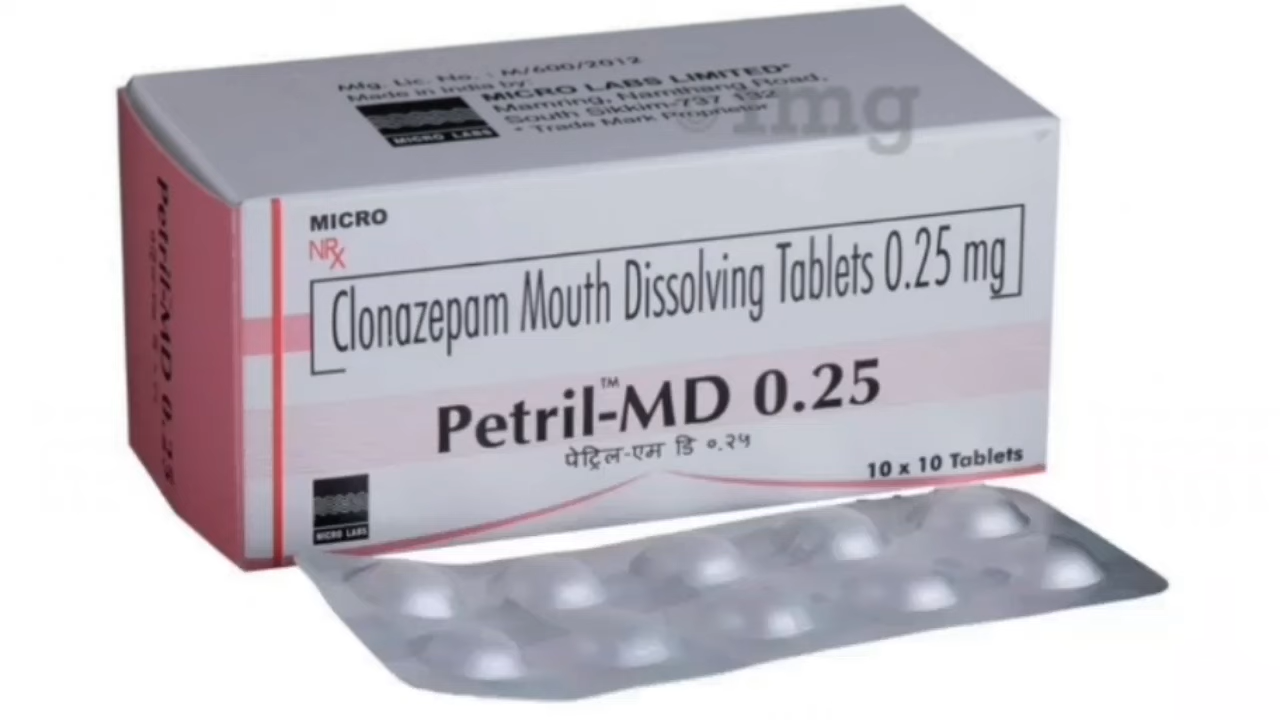 Mfg. Lic. No. : M/600/2012
Made in India by:
MICRO LABS LIMITED*
Mamring, Namthang Road,
South Sikkim-737 132
* Trade Mark Proprietor
MICRO LABS
1mg
Petril-MD 0.25
MICRO
NRx
Clonazepam Mouth Dissolving Tablets 0.25 mg
Petril™-MD 0.25
पेट्रिल-एम डि ०.२५
10 x 10 Tablets
MICRO LABS